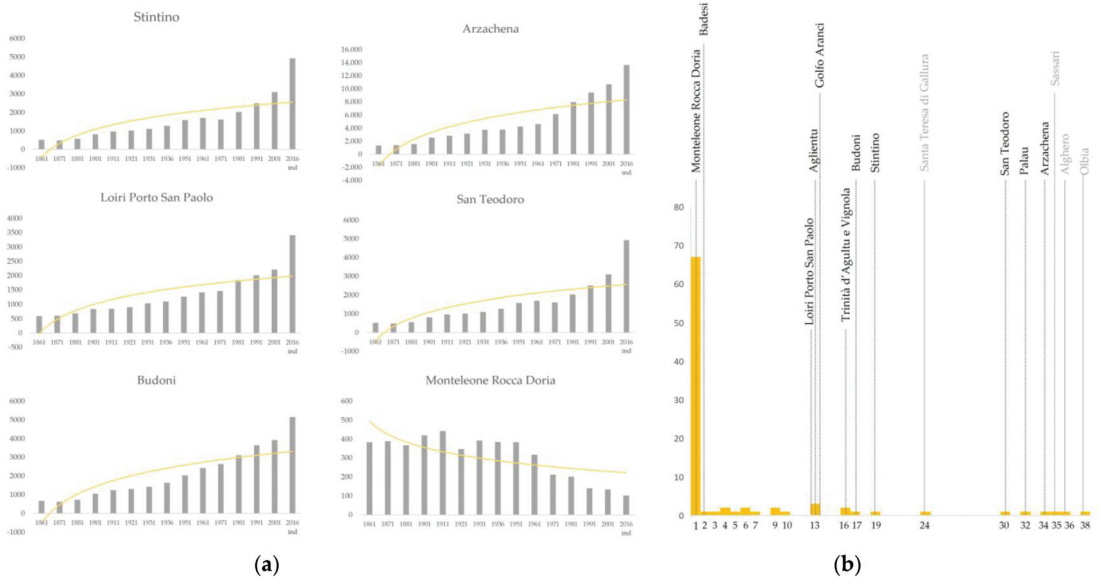 Stintino
6000
5000
4000
3000
2000
1000
0
-1000
1861 1871 1881 1901 1911 1921 1931 1936 1951 1961 1971 1981 1991 2001 2016
ind
Arzachena
16.000
14.000
12.000
10.000
8.000
6.000
4.000
2.000
0
-2.000
-4.000
1861 1871 1881 1901 1911 1921 1931 1936 1951 1961 1971 1981 1991 2001 2016
ind
Loiri Porto San Paolo
4000
3500
3000
2500
2000
1500
1000
500
0
-500
1861 1871 1881 1901 1911 1921 1931 1936 1951 1961 1971 1981 1991 2001 2016
ind
San Teodoro
6000
5000
4000
3000
2000
1000
0
-1000
1861 1871 1881 1901 1911 1921 1931 1936 1951 1961 1971 1981 1991 2001 2016
ind
Budoni
6000
5000
4000
3000
2000
1000
0
-1000
1861 1871 1881 1901 1911 1921 1931 1936 1951 1961 1971 1981 1991 2001 2016
ind
Monteleone Rocca Doria
600
500
400
300
200
100
0
1861 1871 1881 1901 1911 1921 1931 1936 1951 1961 1971 1981 1991 2001 2016
ind
(a)
Monteleone Rocca Doria
Badesi
Loiri Porto San Paolo
Aglientu
Golfo Aranci
Trinità d'Agultu e Vignola
Budoni
Stintino
Santa Teresa di Gallura
San Teodoro
Palau
Arzachena
Sassari
Alghero
Olbia
80
70
60
50
40
30
20
10
0
1 2 3 4 5 6 7 9 10 13 16 17 19 24 30 32 34 35 36 38
(b)